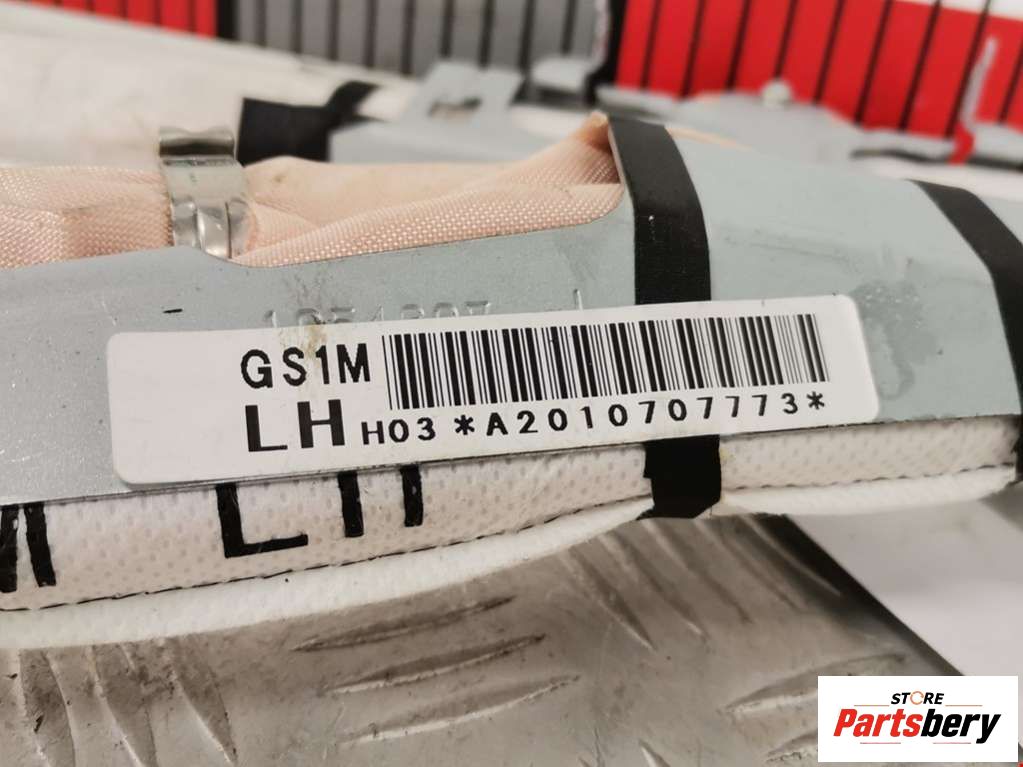 GS1M
LH H03 *A2010707773*
LH
STORE
Partsbery